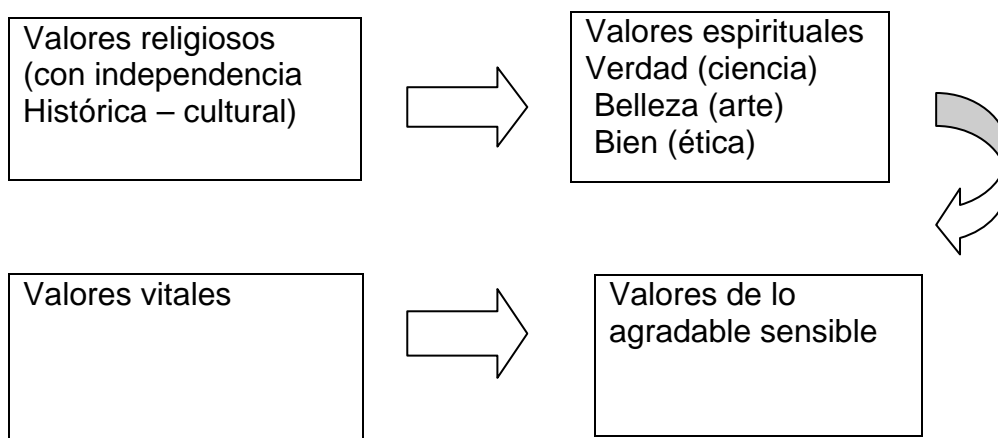 Valores religiosos
(con independencia
Histórica – cultural)
Valores espirituales
Verdad (ciencia)
Belleza (arte)
Bien (ética)
Valores vitales
Valores de lo
agradable sensible